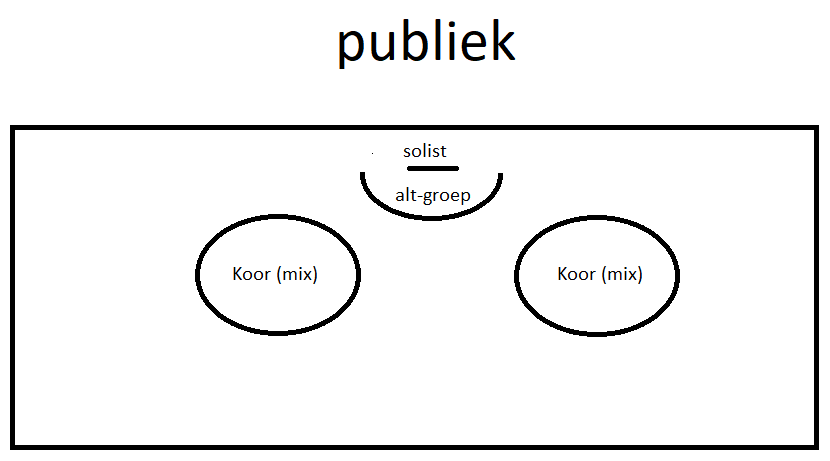 publiek
solist
alt-groep
Koor (mix)
Koor (mix)